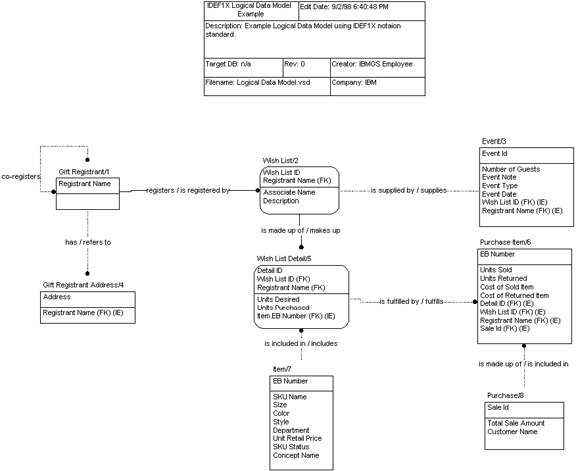 IDEF1X Logical Data Model Example
Edit Date: 9/2/98 6:40:48 PM
Description: Example Logical Data Model using IDEF1X notaion
standard.
Target DB: n/a
Rev: 0
Creator: IBMGS Employee
Filename: Logical Data Model.vsd
Company: IBM
co-registers
Gift Registrant/1
Registrant Name
registers / is registered by
Wish List/2
Wish List ID
Registrant Name (FK)
Associate Name
Description
is supplied by / supplies
Event/3
Event Id
Number of Guests
Event Note
Event Type
Event Date
Wish List ID (FK) (IE)
Registrant Name (FK) (IE)
has / refers to
is made up of / makes up
Gift Registrant Address/4
Address
Registrant Name (FK) (IE)
Wish List Detail/5
Detail ID
Wish List ID (FK)
Registrant Name (FK)
Units Desired
Units Purchased
Item.EB Number (FK) (IE)
is fulfilled by / fulfills
Purchase Item/6
EB Number
Units Sold
Units Returned
Cost of Sold Item
Cost of Returned Item
Detail ID (FK) (IE)
Wish List ID (FK) (IE)
Registrant Name (FK) (IE)
Sale Id (FK) (IE)
is included in / includes
is made up of / is included in
Item/7
EB Number
SKU Name
Size
Color
Style
Department
Unit Retail Price
SKU Status
Concept Name
Purchase/8
Sale Id
Total Sale Amount
Customer Name